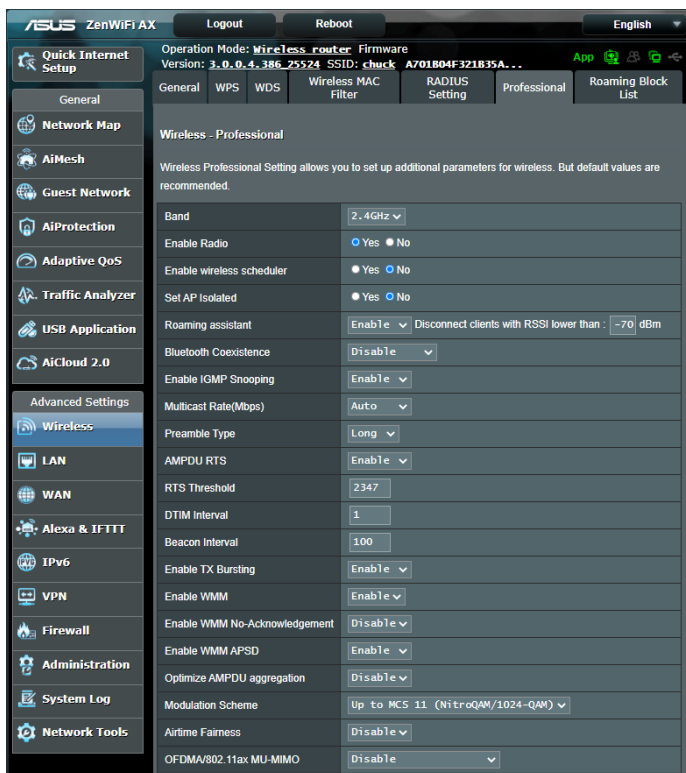 ASUS ZenWiFi AX Logout Reboot English
Quick Internet Setup
General
Network Map
AiMesh
Guest Network
AiProtection
Adaptive QoS
Traffic Analyzer
USB Application
AiCloud 2.0
Advanced Settings
Wireless
LAN
WAN
Alexa & IFTTT
IPv6
VPN
Firewall
Administration
System Log
Network Tools
Operation Mode: Wireless router Firmware
Version: 3.0.0.4.386_25524 SSID: chuck A701B04F321B35A...
App
General WPS WDS Wireless MAC Filter RADIUS Setting Professional Roaming Block List
Wireless - Professional
Wireless Professional Setting allows you to set up additional parameters for wireless. But default values are
recommended.
Band 2.4GHz
Enable Radio Yes No
Enable wireless scheduler Yes No
Set AP Isolated Yes No
Roaming assistant Enable Disconnect clients with RSSI lower than : -70 dBm
Bluetooth Coexistence Disable
Enable IGMP Snooping Enable
Multicast Rate(Mbps) Auto
Preamble Type Long
AMPDU RTS Enable
RTS Threshold 2347
DTIM Interval 1
Beacon Interval 100
Enable TX Bursting Enable
Enable WMM Enable
Enable WMM No-Acknowledgement Disable
Enable WMM APSD Enable
Optimize AMPDU aggregation Disable
Modulation Scheme Up to MCS 11 (NitroQAM/1024-QAM)
Airtime Fairness Disable
OFDMA/802.11ax MU-MIMO Disable